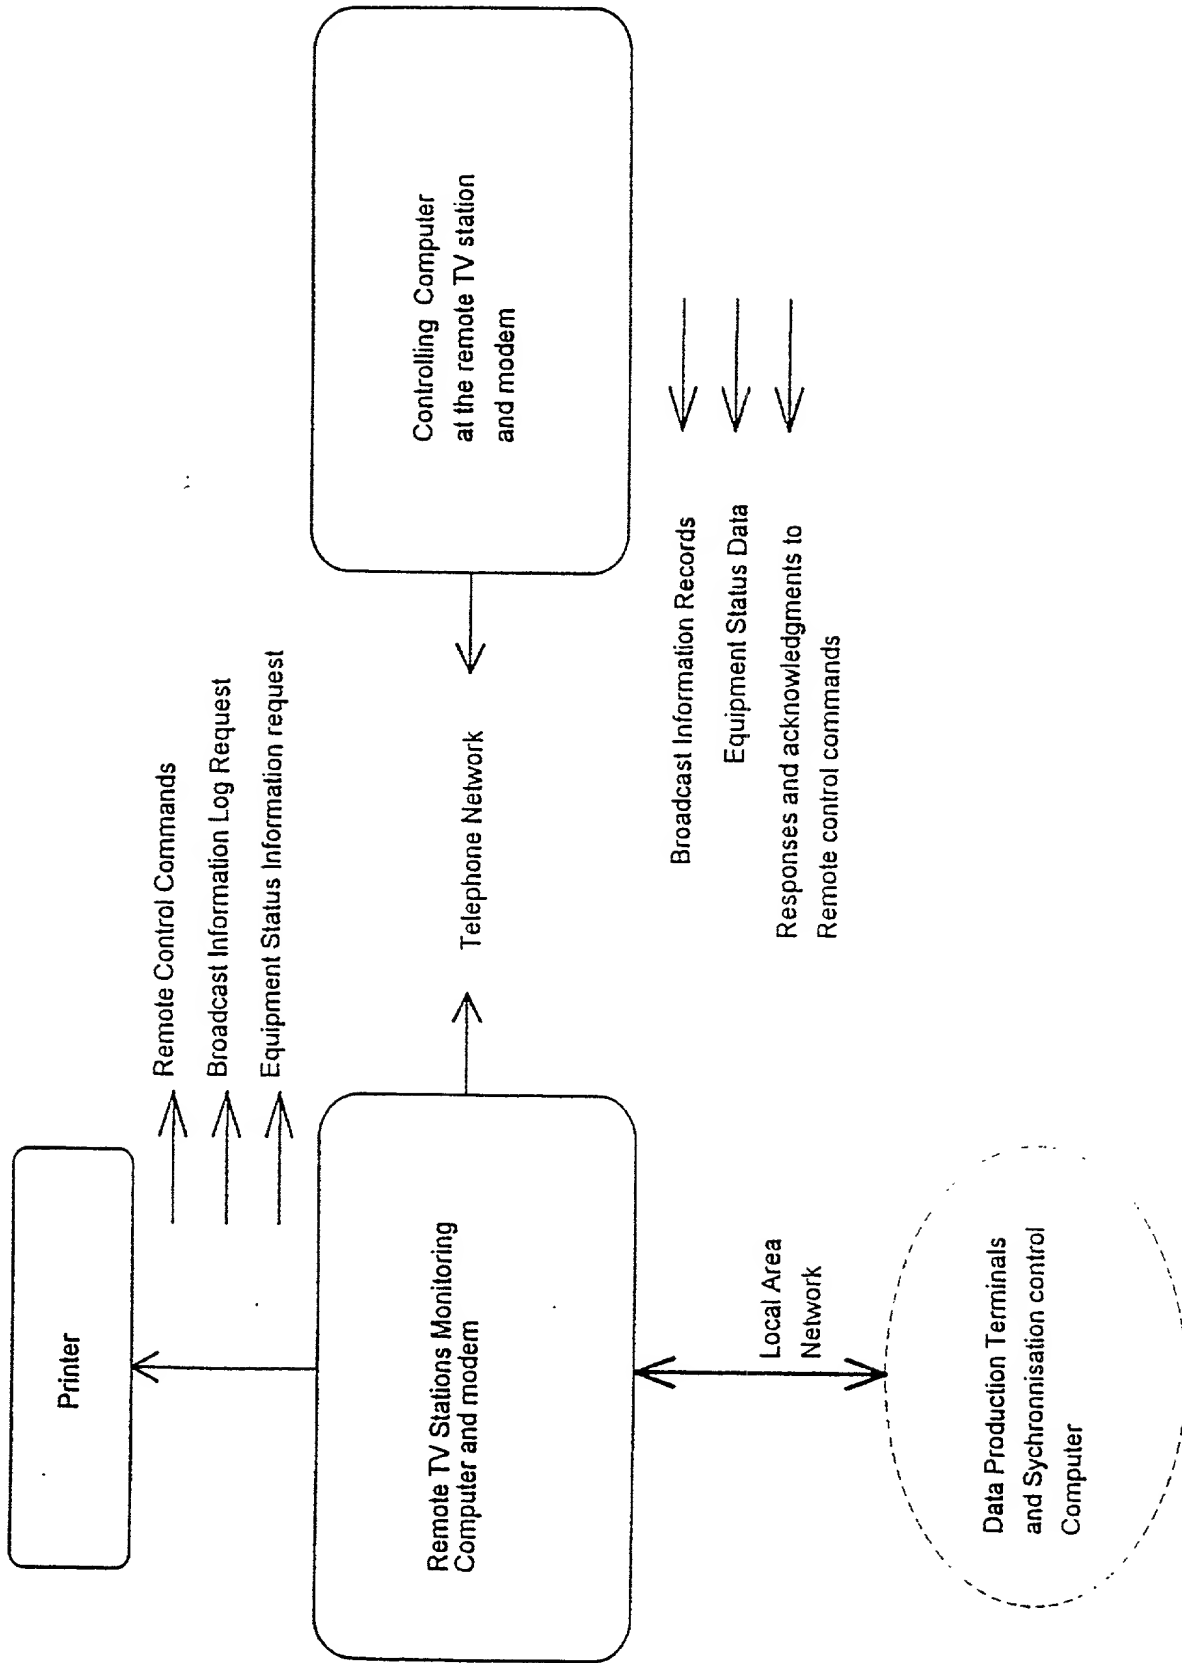 Printer
Remote Control Commands
Broadcast Information Log Request
Equipment Status Information request
Remote TV Stations Monitoring
Computer and modem
Telephone Network
Controlling Computer
at the remote TV station
and modem
Local Area
Network
Broadcast Information Records
Equipment Status Data
Responses and acknowledgments to
Remote control commands
Data Production Terminals
and Sychronnisation control
Computer